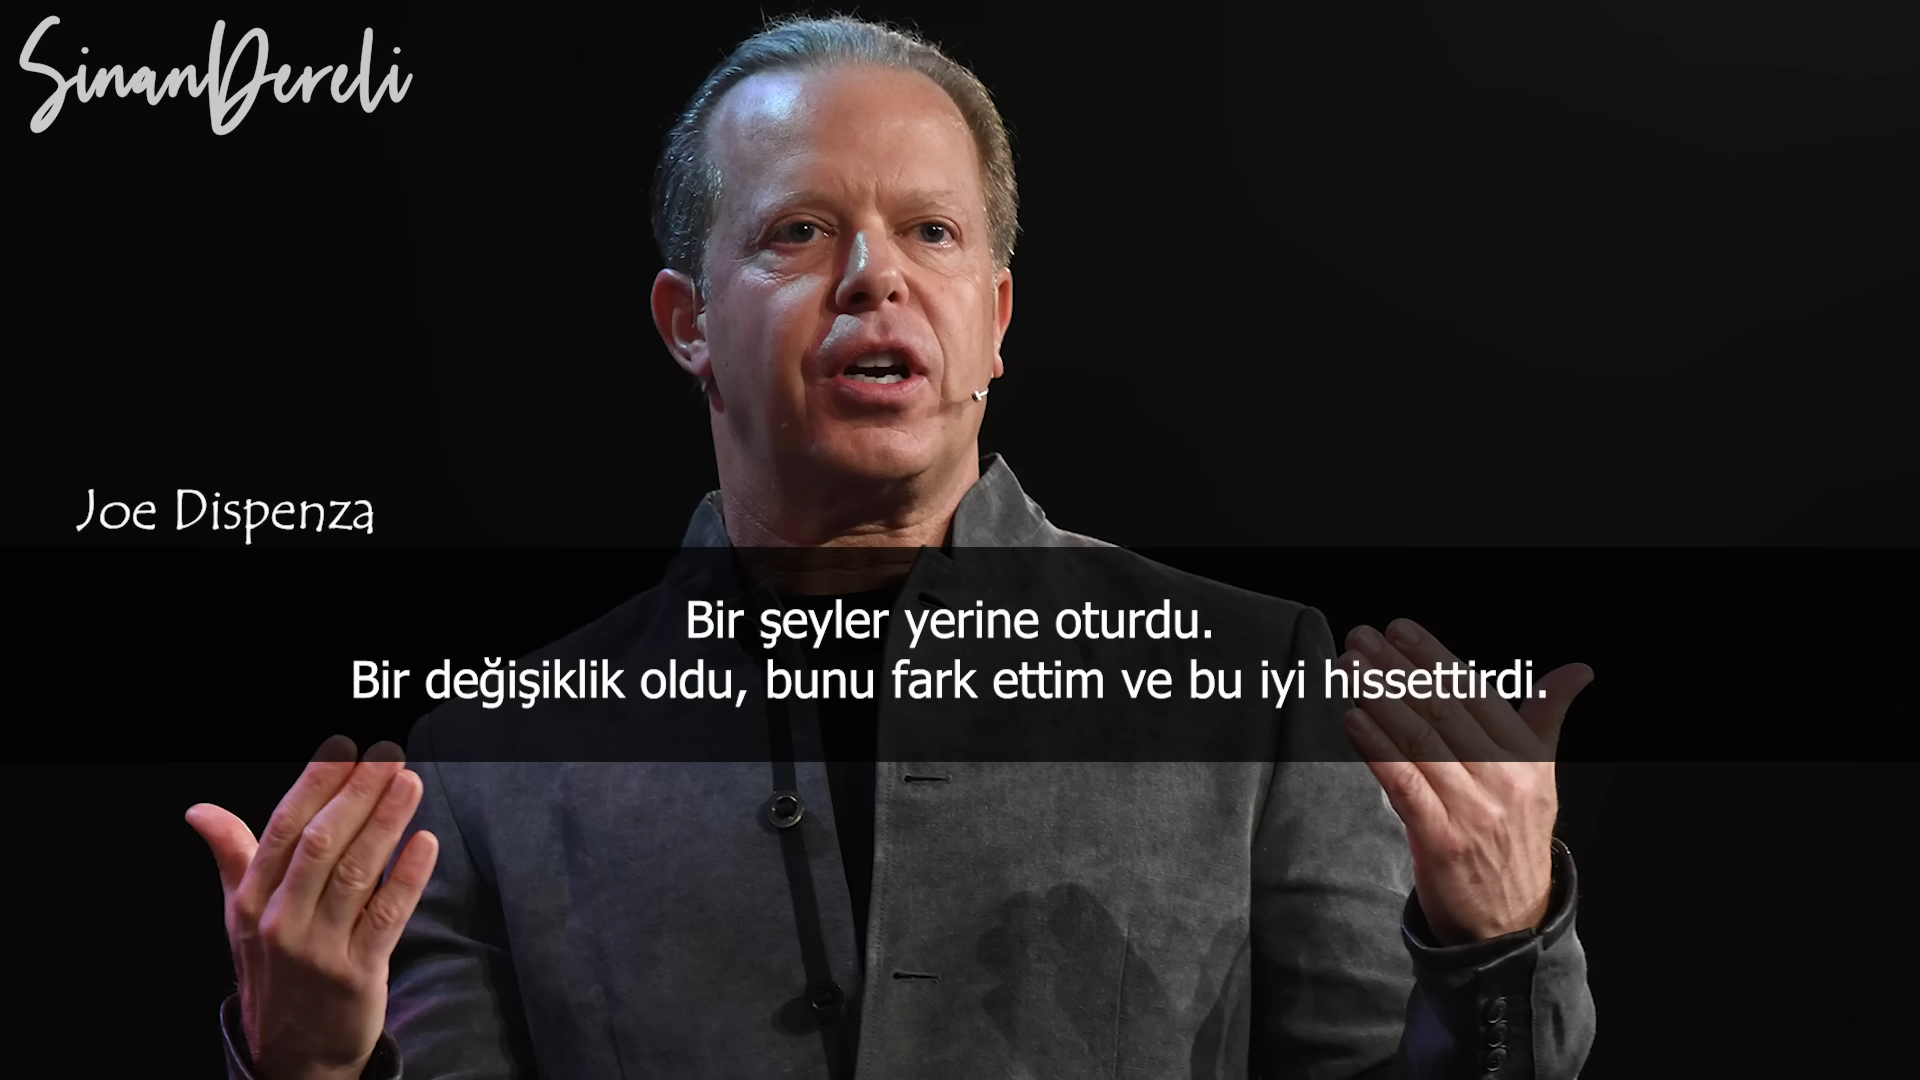 SinanDereli
Joe Dispenza
Bir şeyler yerine oturdu.
Bir değişiklik oldu, bunu fark ettim ve bu iyi hissettirdi.